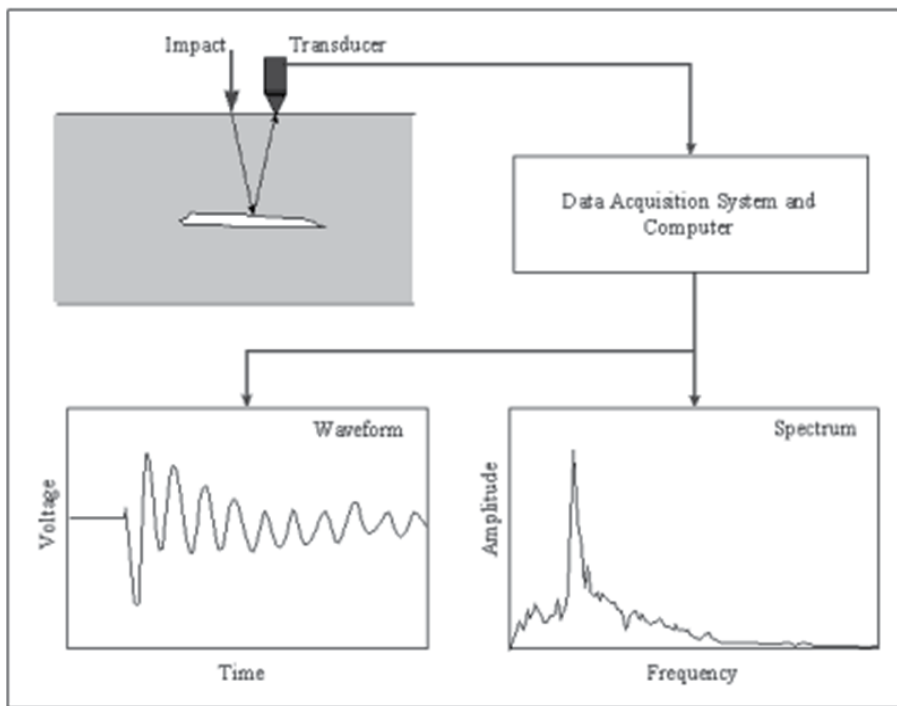 Impact
Transducer
Data Acquisition System and
Computer
Waveform
Voltage
Time
Spectrum
Amplitude
Frequency